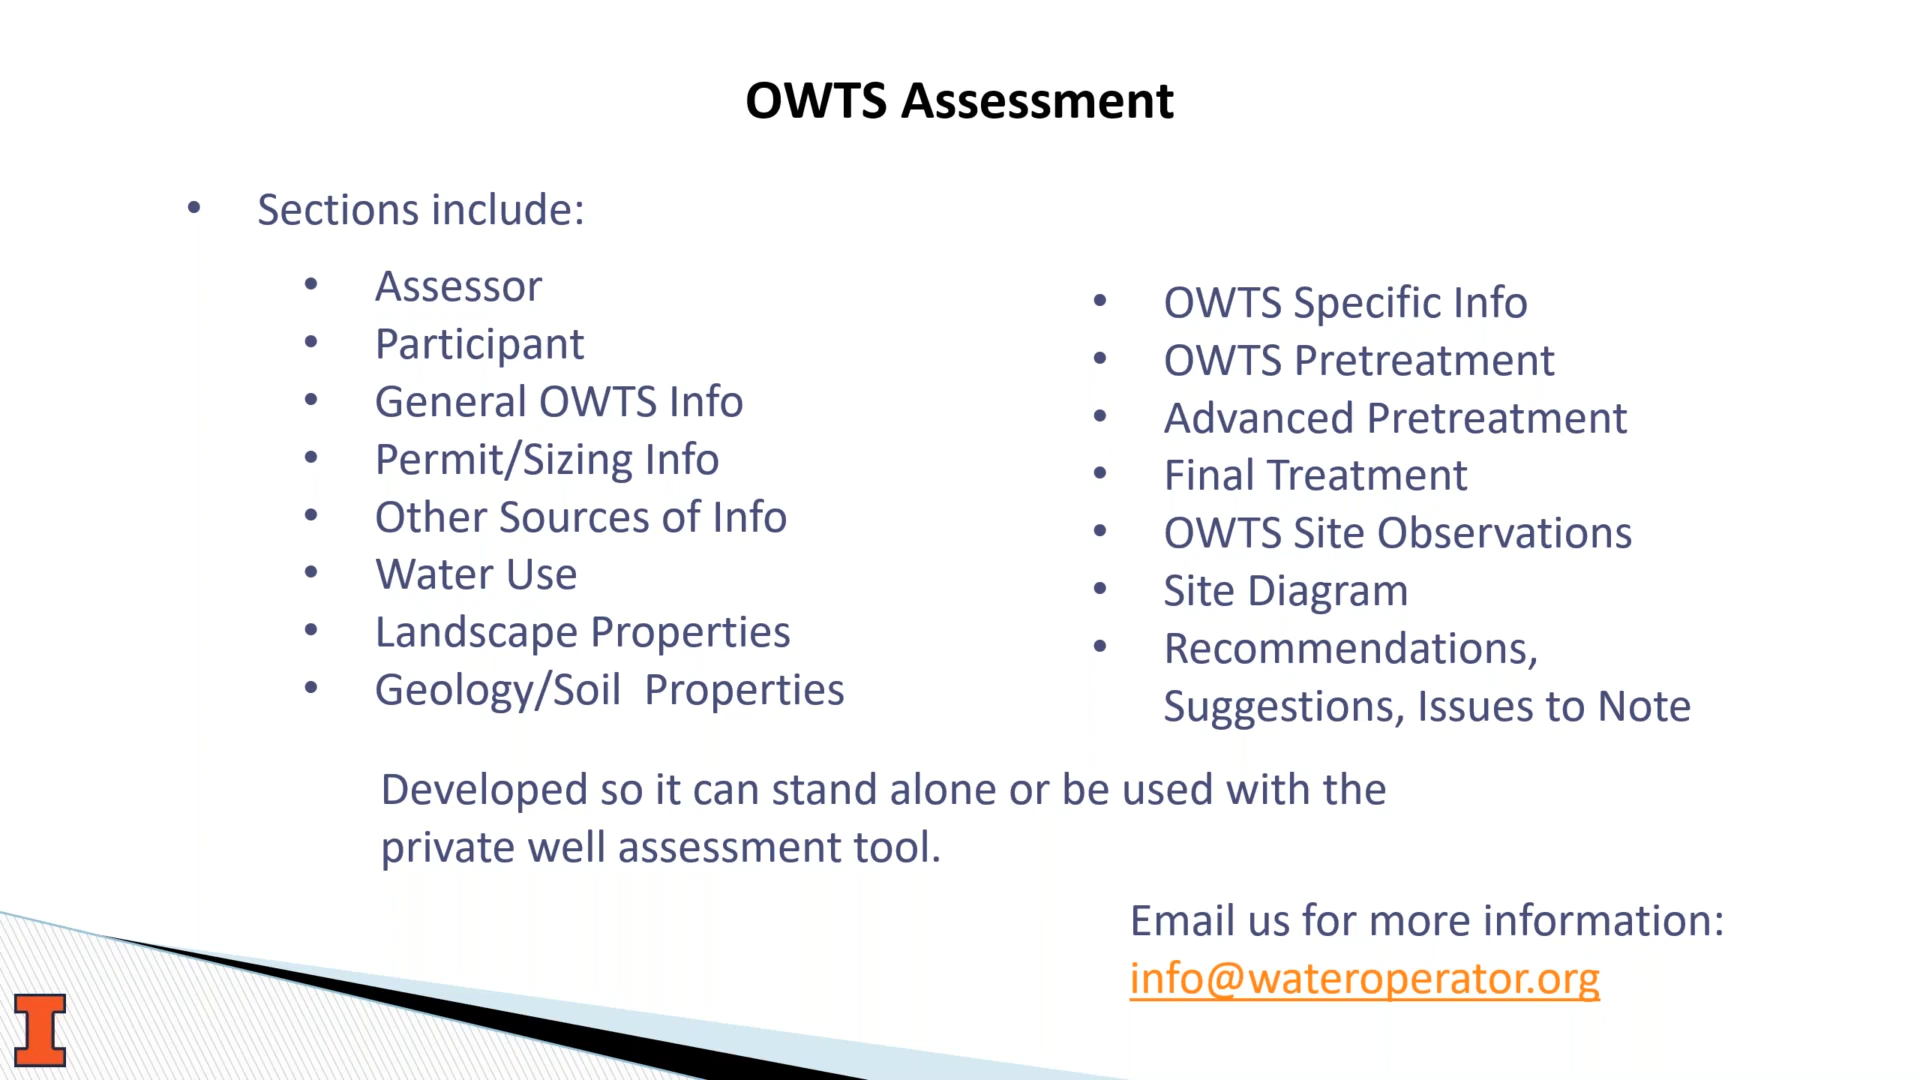 OWTS Assessment
• Sections include:
• Assessor
• Participant
• General OWTS Info
• Permit/Sizing Info
• Other Sources of Info
• Water Use
• Landscape Properties
• Geology/Soil  Properties
• OWTS Specific Info
• OWTS Pretreatment
• Advanced Pretreatment
• Final Treatment
• OWTS Site Observations
• Site Diagram
• Recommendations,
Suggestions, Issues to Note
Developed so it can stand alone or be used with the
private well assessment tool.
Email us for more information:
info@wateroperator.org
I